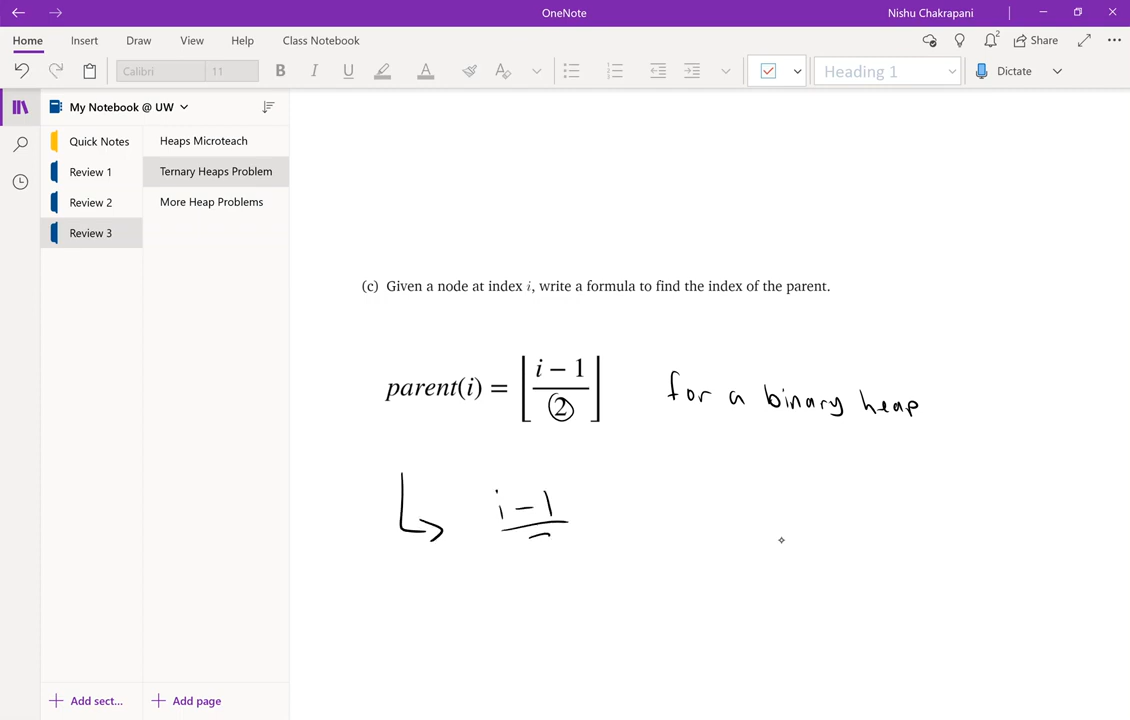 OneNote
Nishu Chakrapani
Home Insert Draw View Help Class Notebook
Share
Calibri 11 B I U A A Heading 1 Dictate
My Notebook @ UW
Quick Notes
Review 1
Review 2
Review 3
Heaps Microteach
Ternary Heaps Problem
More Heap Problems
(c) Given a node at index i, write a formula to find the index of the parent.
parent(i) = ⌊(i − 1)/2⌋ for a binary heap
i - 1
Add sect... Add page